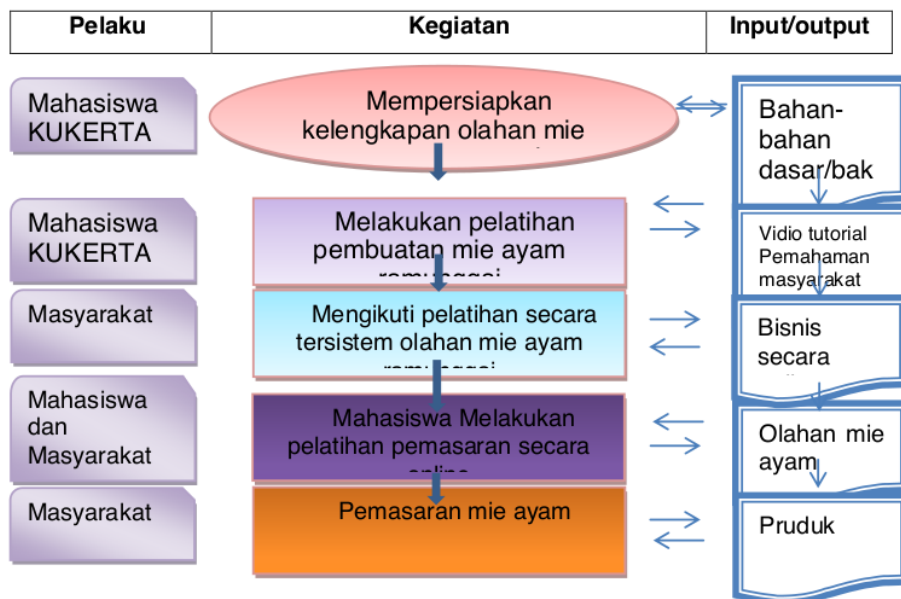 Pelaku Kegiatan Input/output
Mahasiswa
KUKERTA
Mempersiapkan
kelengkapan olahan mie
Bahan-
bahan
dasar/bak
Mahasiswa
KUKERTA
Melakukan pelatihan
pembuatan mie ayam
Vidio tutorial
Pemahaman
masyarakat
Masyarakat
Mengikuti pelatihan secara
tersistem olahan mie ayam
Bisnis
secara
Mahasiswa
dan
Masyarakat
Mahasiswa Melakukan
pelatihan pemasaran secara
Olahan mie
ayam
Masyarakat
Pemasaran mie ayam
Pruduk